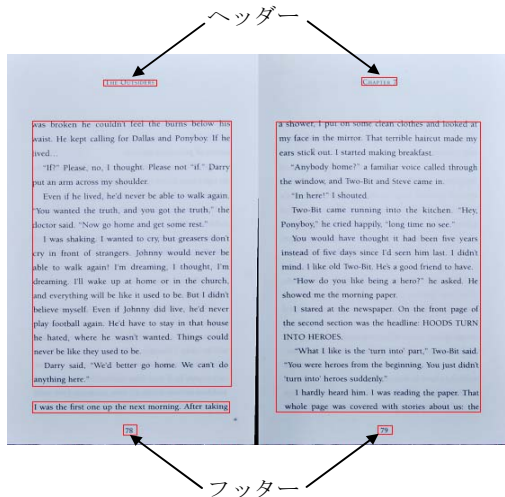 ヘッダー
THE OUTSIDERS
was broken he couldn't feel the burns below his
waist. He kept calling for Dallas and Ponyboy. If he
lived...
"If?" Please, no, I thought. Please not "if." Darry
put an arm across my shoulder.
Even if he lived, he'd never be able to walk again.
"You wanted the truth, and you got the truth," the
doctor said. "Now go home and get some rest."
I was shaking. I wanted to cry, but greasers don't
cry in front of strangers. Johnny would never be
able to walk again! I'm dreaming, I thought, I'm
dreaming. I'll wake up at home or in the church,
and everything will be like it used to be. But I didn't
believe myself. Even if Johnny did live, he'd never
play football again. He'd have to stay in that house
he hated, where he wasn't wanted. Things could
never be like they used to be.
Darry said, "We'd better go home. We can't do
anything here."
I was the first one up the next morning. After taking
78
CHAPTER 7
a shower, I put on some clean clothes and looked at
my face in the mirror. That terrible haircut made my
ears stick out. I started making breakfast.
"Anybody home?" a familiar voice called through
the window, and Two-Bit and Steve came in.
"In here!" I shouted.
Two-Bit came running into the kitchen. "Hey,
Ponyboy," he cried happily, "long time no see."
You would have thought it had been five years
instead of five days since I'd seen him last. I didn't
mind. I like old Two-Bit. He's a good friend to have.
"How do you like being a hero?" he asked. He
showed me the morning paper.
I stared at the newspaper. On the front page of
the second section was the headline: HOODS TURN
INTO HEROES.
"What I like is the 'turn into' part," Two-Bit said.
"You were heroes from the beginning. You just didn't
'turn into' heroes suddenly."
I hardly heard him. I was reading the paper. That
whole page was covered with stories about us: the
79
フッター